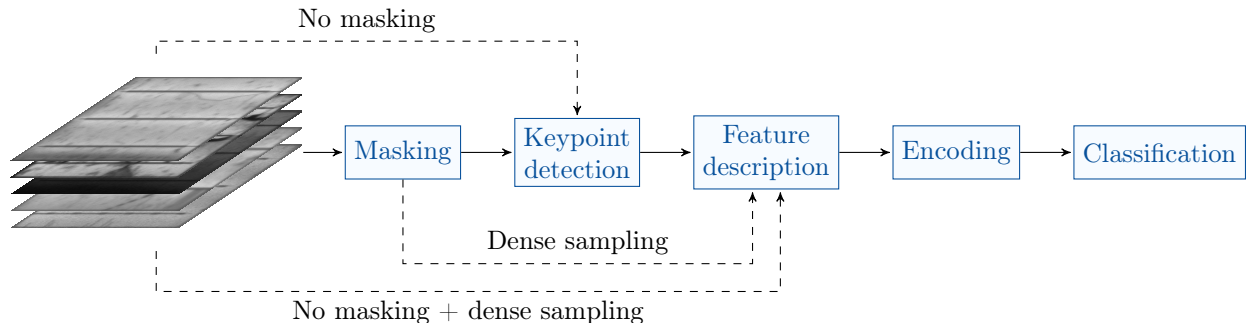 No masking
Masking
Keypoint
detection
Feature
description
Encoding
Classification
Dense sampling
No masking + dense sampling